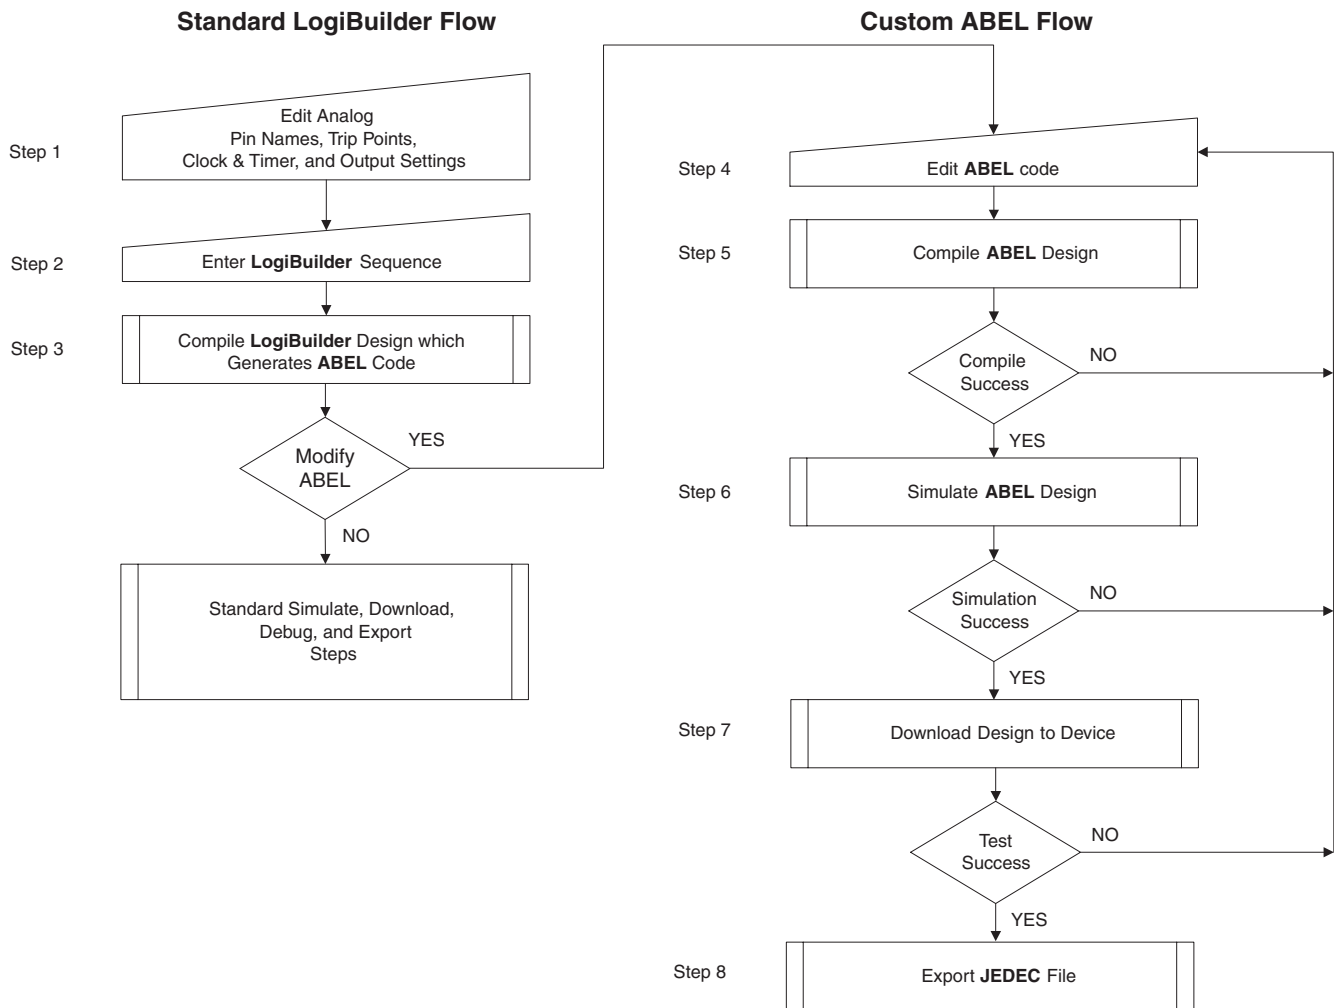 Standard LogiBuilder Flow
Step 1
Edit Analog
Pin Names, Trip Points,
Clock & Timer, and Output Settings
Step 2
Enter LogiBuilder Sequence
Step 3
Compile LogiBuilder Design which
Generates ABEL Code
Modify
ABEL
YES
NO
Standard Simulate, Download,
Debug, and Export
Steps
Custom ABEL Flow
Step 4
Edit ABEL code
Step 5
Compile ABEL Design
Compile
Success
NO
YES
Step 6
Simulate ABEL Design
Simulation
Success
NO
YES
Step 7
Download Design to Device
Test
Success
NO
YES
Step 8
Export JEDEC File